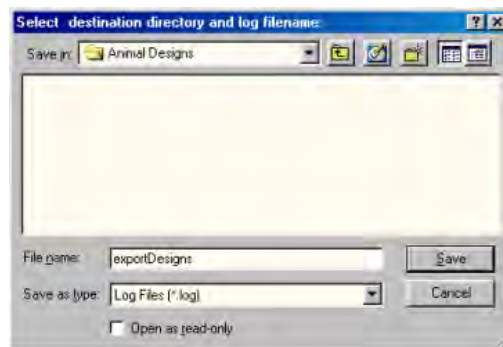 Select destination directory and log filename:
Save in: Animal Designs
File name: exportDesigns Save
Save as type: Log Files (*.log) Cancel
Open as read-only